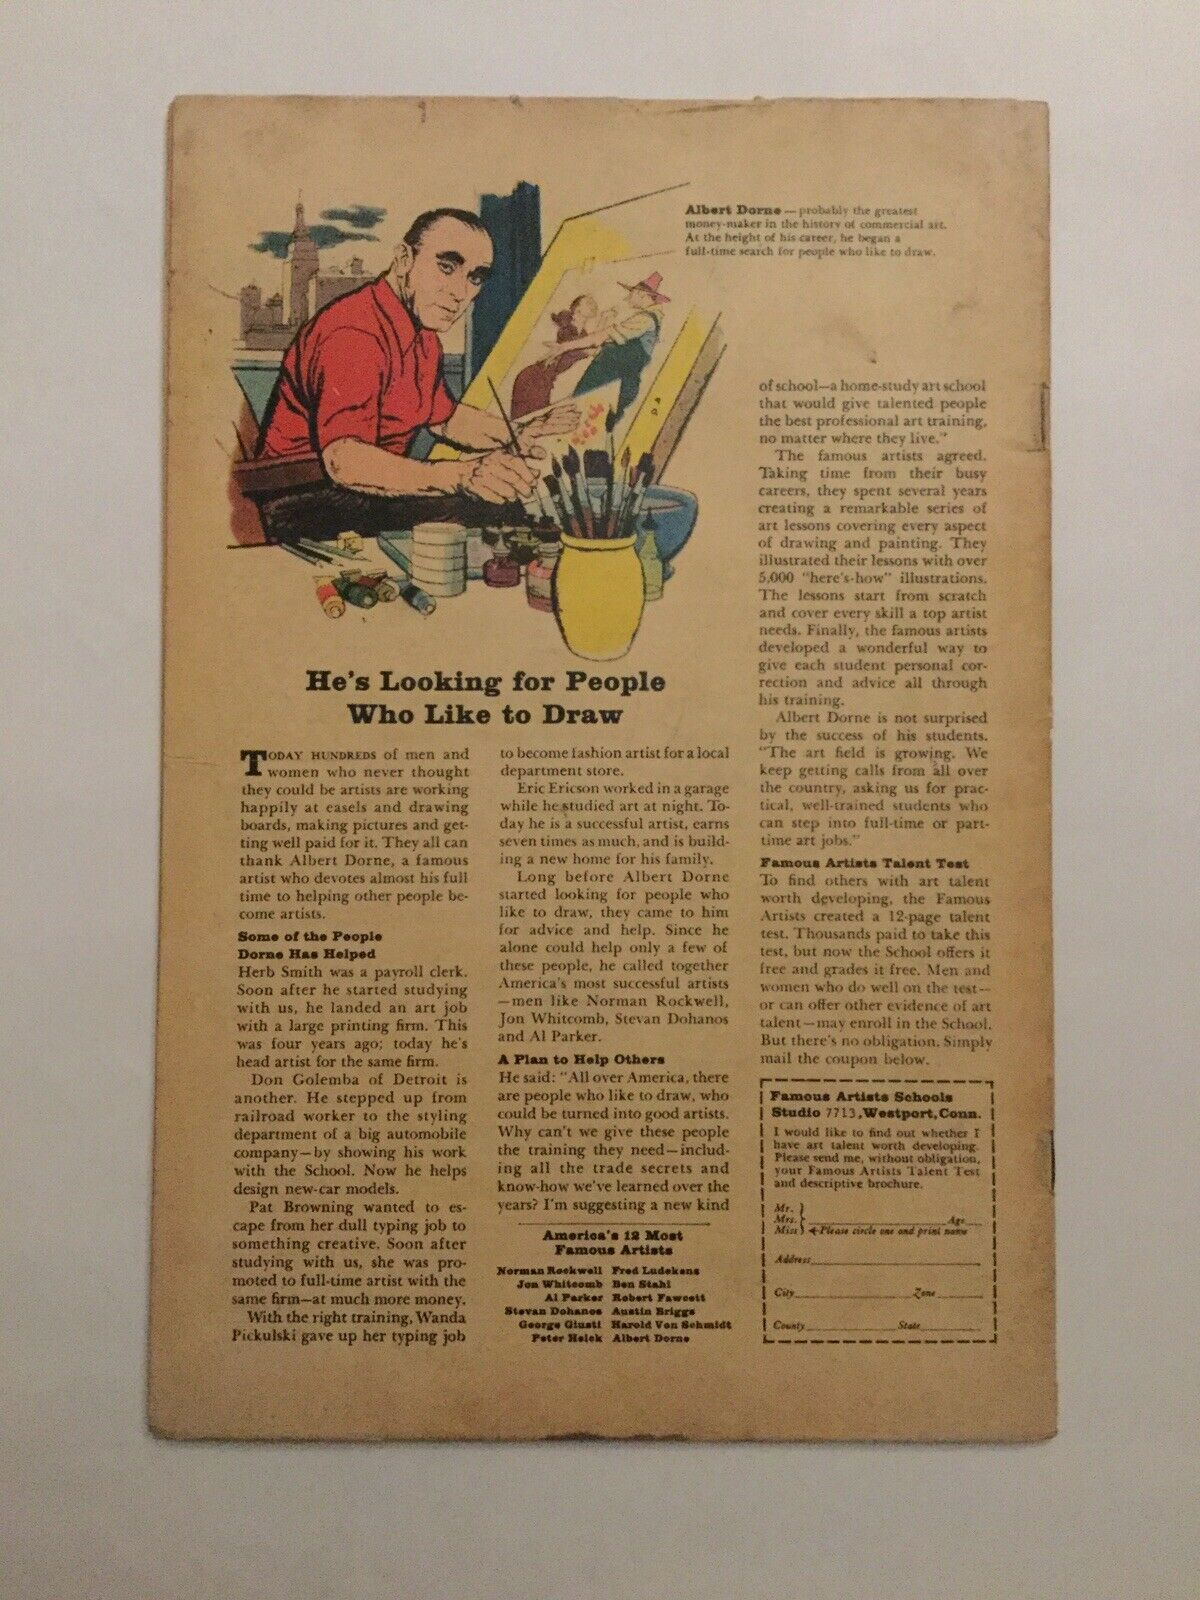 Albert Dorne — probably the greatest
money-maker in the history of commercial art.
At the height of his career, he began a
full-time search for people who like to draw.
He's Looking for People
Who Like to Draw
TODAY HUNDREDS of men and
women who never thought
they could be artists are working
happily at easels and drawing
boards, making pictures and get-
ting well paid for it. They all can
thank Albert Dorne, a famous
artist who devotes almost his full
time to helping other people be-
come artists.
Some of the People
Dorne Has Helped
Herb Smith was a payroll clerk.
Soon after he started studying
with us, he landed an art job
with a large printing firm. This
was four years ago; today he's
head artist for the same firm.
Don Golemba of Detroit is
another. He stepped up from
railroad worker to the styling
department of a big automobile
company—by showing his work
with the School. Now he helps
design new-car models.
Pat Browning wanted to es-
cape from her dull typing job to
something creative. Soon after
studying with us, she was pro-
moted to full-time artist with the
same firm—at much more money.
With the right training, Wanda
Pickulski gave up her typing job
to become fashion artist for a local
department store.
Eric Ericson worked in a garage
while he studied art at night. To-
day he is a successful artist, earns
seven times as much, and is build-
ing a new home for his family.
Long before Albert Dorne
started looking for people who
like to draw, they came to him
for advice and help. Since he
alone could help only a few of
these people, he called together
America's most successful artists
—men like Norman Rockwell,
Jon Whitcomb, Stevan Dohanos
and Al Parker.
A Plan to Help Others
He said: "All over America, there
are people who like to draw, who
could be turned into good artists.
Why can't we give these people
the training they need—includ-
ing all the trade secrets and
know-how we've learned over the
years? I'm suggesting a new kind
America's 12 Most
Famous Artists
Norman Rockwell Fred Ludekens
Jon Whitcomb Ben Stahl
Al Parker Robert Fawcett
Stevan Dohanos Austin Briggs
George Giusti Harold Von Schmidt
Peter Helck Albert Dorne
of school—a home-study art school
that would give talented people
the best professional art training,
no matter where they live."
The famous artists agreed.
Taking time from their busy
careers, they spent several years
creating a remarkable series of
art lessons covering every aspect
of drawing and painting. They
illustrated their lessons with over
5,000 "here's-how" illustrations.
The lessons start from scratch
and cover every skill a top artist
needs. Finally, the famous artists
developed a wonderful way to
give each student personal cor-
rection and advice all through
his training.
Albert Dorne is not surprised
by the success of his students.
"The art field is growing. We
keep getting calls from all over
the country, asking us for prac-
tical, well-trained students who
can step into full-time or part-
time art jobs."
Famous Artists Talent Test
To find others with art talent
worth developing, the Famous
Artists created a 12-page talent
test. Thousands paid to take this
test, but now the School offers it
free and grades it free. Men and
women who do well on the test—
or can offer other evidence of art
talent—may enroll in the School.
But there's no obligation. Simply
mail the coupon below.
Famous Artists Schools
Studio 7713, Westport, Conn.
I would like to find out whether I
have art talent worth developing.
Please send me, without obligation,
your Famous Artists Talent Test
and descriptive brochure.
Mr.
Mrs. Age
Miss Please circle one and print name
Address
City Zone
County State